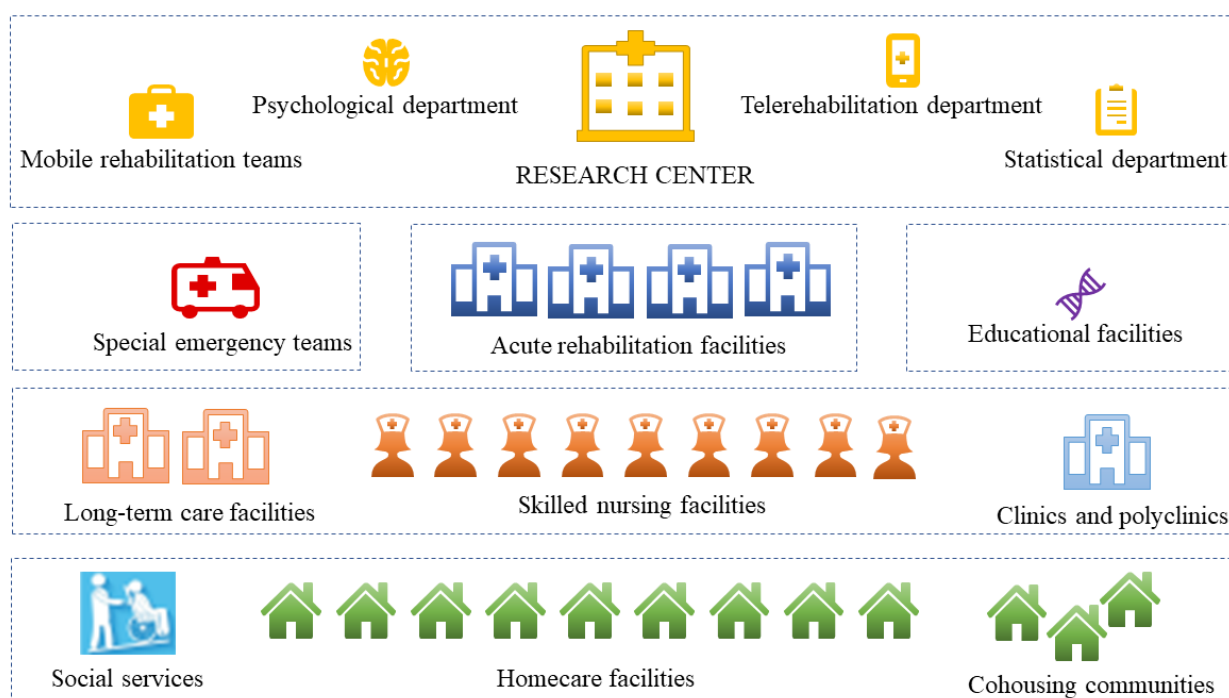 Psychological department
Telerehabilitation department
Mobile rehabilitation teams
RESEARCH CENTER
Statistical department
Special emergency teams
Acute rehabilitation facilities
Educational facilities
Long-term care facilities
Skilled nursing facilities
Clinics and polyclinics
Social services
Homecare facilities
Cohousing communities